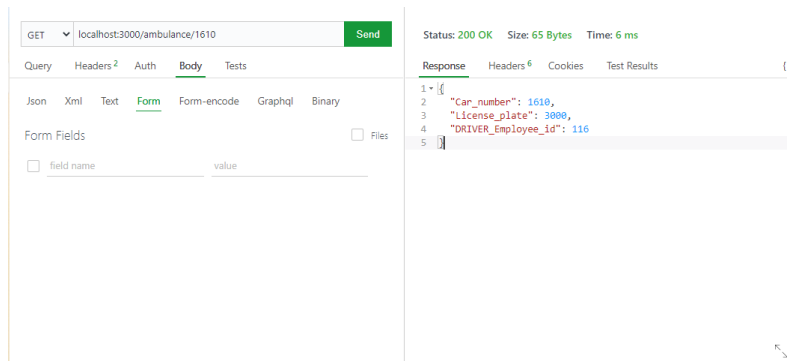 GET localhost:3000/ambulance/1610 Send
Query Headers 2 Auth Body Tests
Json Xml Text Form Form-encode Graphql Binary
Form Fields Files
field name value
Status: 200 OK Size: 65 Bytes Time: 6 ms
Response Headers 6 Cookies Test Results {
1 {
2 "Car_number": 1610,
3 "License_plate": 3000,
4 "DRIVER_Employee_id": 116
5 }